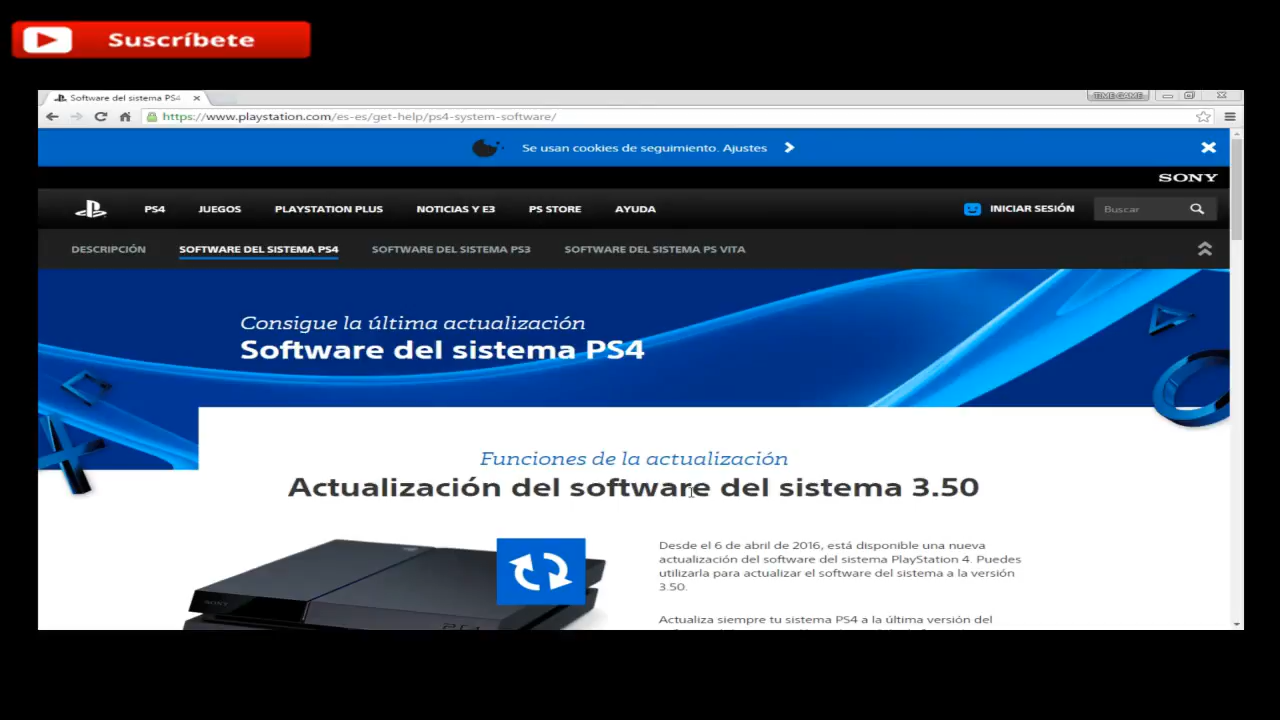 Suscríbete
Software del sistema PS4
TIME GAME
https://www.playstation.com/es-es/get-help/ps4-system-software/
Se usan cookies de seguimiento. Ajustes
SONY
PS4 JUEGOS PLAYSTATION PLUS NOTICIAS Y E3 PS STORE AYUDA INICIAR SESIÓN Buscar
DESCRIPCIÓN SOFTWARE DEL SISTEMA PS4 SOFTWARE DEL SISTEMA PS3 SOFTWARE DEL SISTEMA PS VITA
Consigue la última actualización
Software del sistema PS4
Funciones de la actualización
Actualización del software del sistema 3.50
Desde el 6 de abril de 2016, está disponible una nueva
actualización del software del sistema PlayStation 4. Puedes
utilizarla para actualizar el software del sistema a la versión
3.50.
Actualiza siempre tu sistema PS4 a la última versión del
SONY